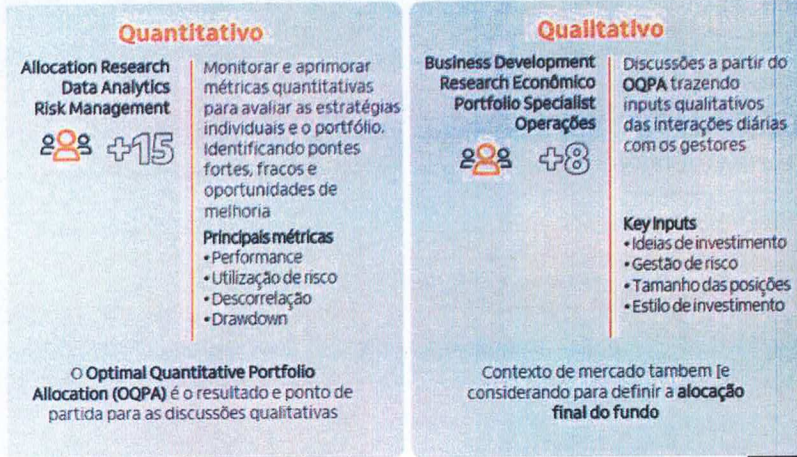 Quantitativo
Allocation Research
Data Analytics
Risk Management
+15
Monitorar e aprimorar
métricas quantitativas
para avaliar as estratégias
individuais e o portfólio.
Identificando pontes
fortes, fracos e
oportunidades de
melhoria
Principais métricas
• Performance
• Utilização de risco
• Descorrelação
• Drawdown
O Optimal Quantitative Portfolio
Allocation (OQPA) é o resultado e ponto de
partida para as discussões qualitativas
Qualitativo
Business Development
Research Econômico
Portfolio Specialist
Operações
+8
Discussões a partir do
OQPA trazendo
inputs qualitativos
das interações diárias
com os gestores
Key Inputs
• Ideias de investimento
• Gestão de risco
• Tamanho das posições
• Estilo de investimento
Contexto de mercado tambem [e
considerando para definir a alocação
final do fundo